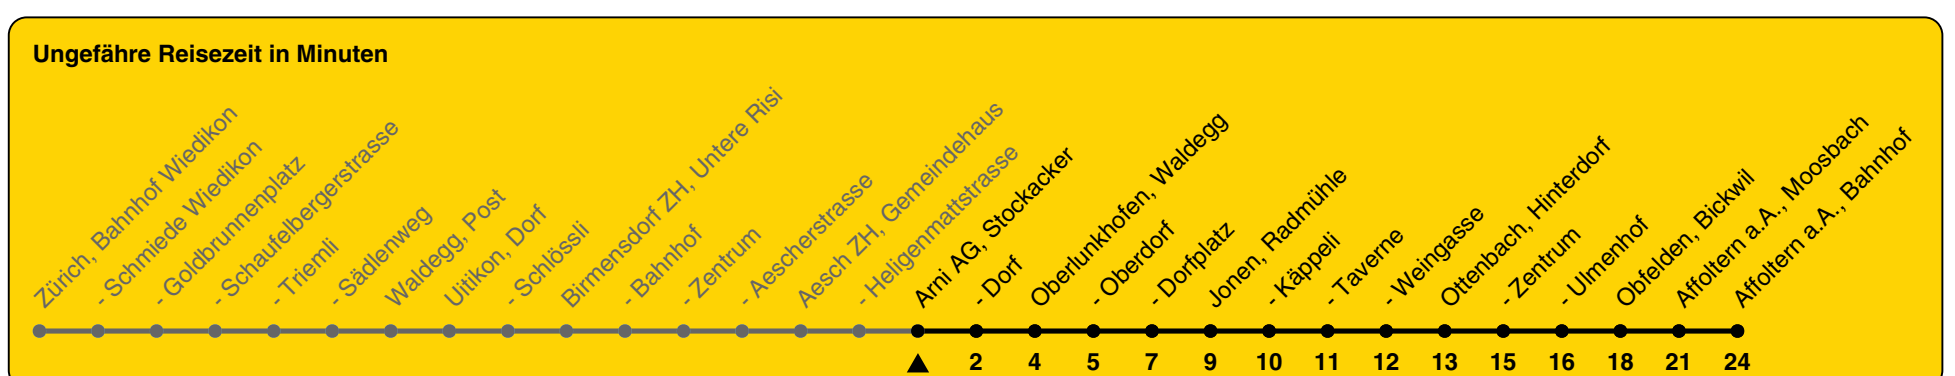 Ungefähre Reisezeit in Minuten
Zürich, Bahnhof Wiedikon
- Schmiede Wiedikon
- Goldbrunnenplatz
- Schaufelbergerstrasse
- Triemli
- Sädlenweg
Waldegg, Post
Uitikon, Dorf
- Schlössli
Birmensdorf ZH, Untere Risi
- Bahnhof
- Zentrum
- Aescherstrasse
Aesch ZH, Gemeindehaus
- Heligenmattstrasse
Arni AG, Stockacker
- Dorf
Oberlunkhofen, Waldegg
- Oberdorf
- Dorfplatz
Jonen, Radmühle
- Käppeli
- Taverne
- Weingasse
Ottenbach, Hinterdorf
- Zentrum
- Ulmenhof
Obfelden, Bickwil
Affoltern a.A., Moosbach
Affoltern a.A., Bahnhof
2 4 5 7 9 10 11 12 13 15 16 18 21 24